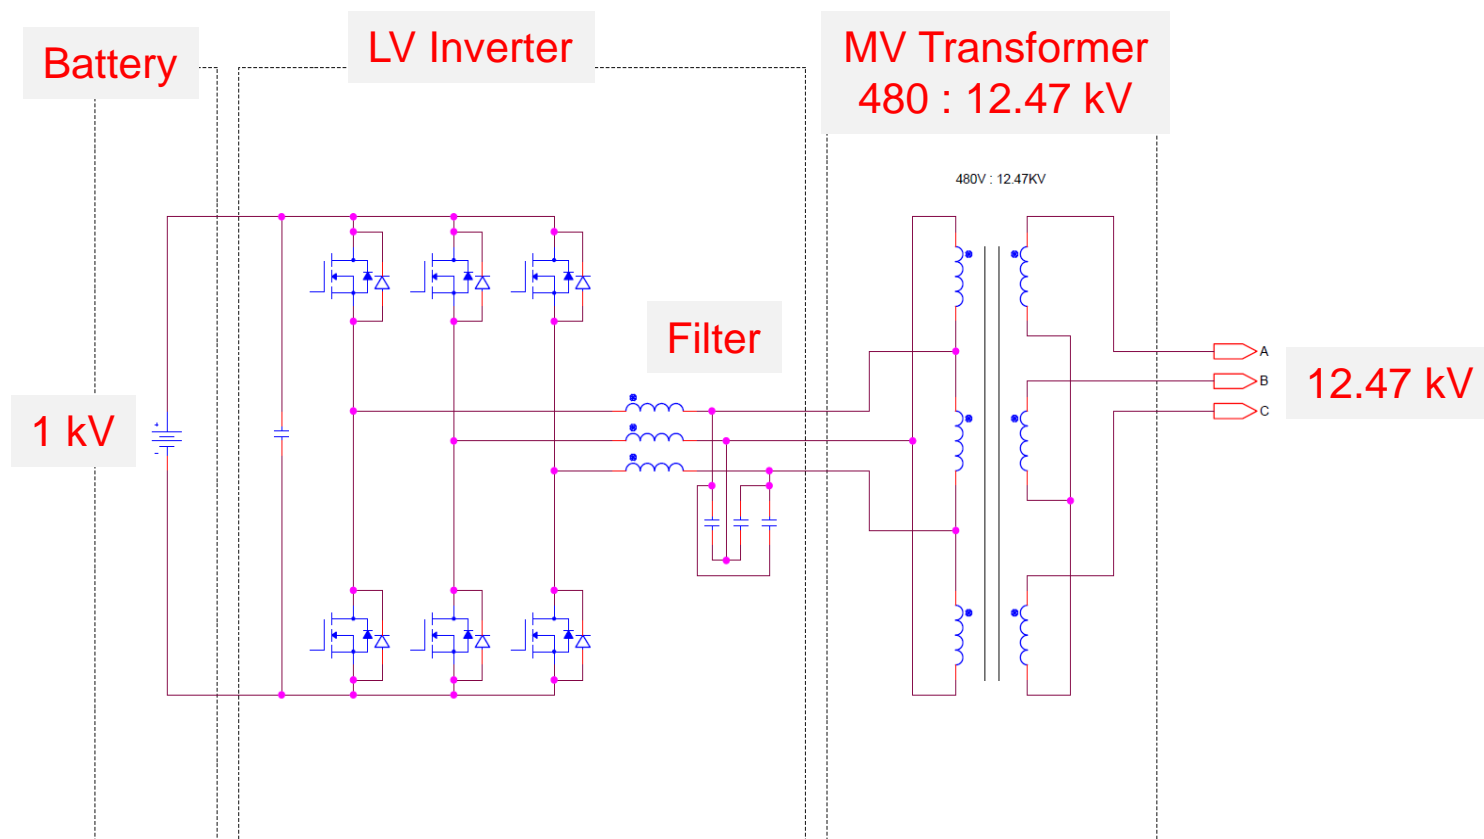 Battery
LV Inverter
MV Transformer
480 : 12.47 kV
480V : 12.47KV
Filter
1 kV
+
-
A
B
C
12.47 kV